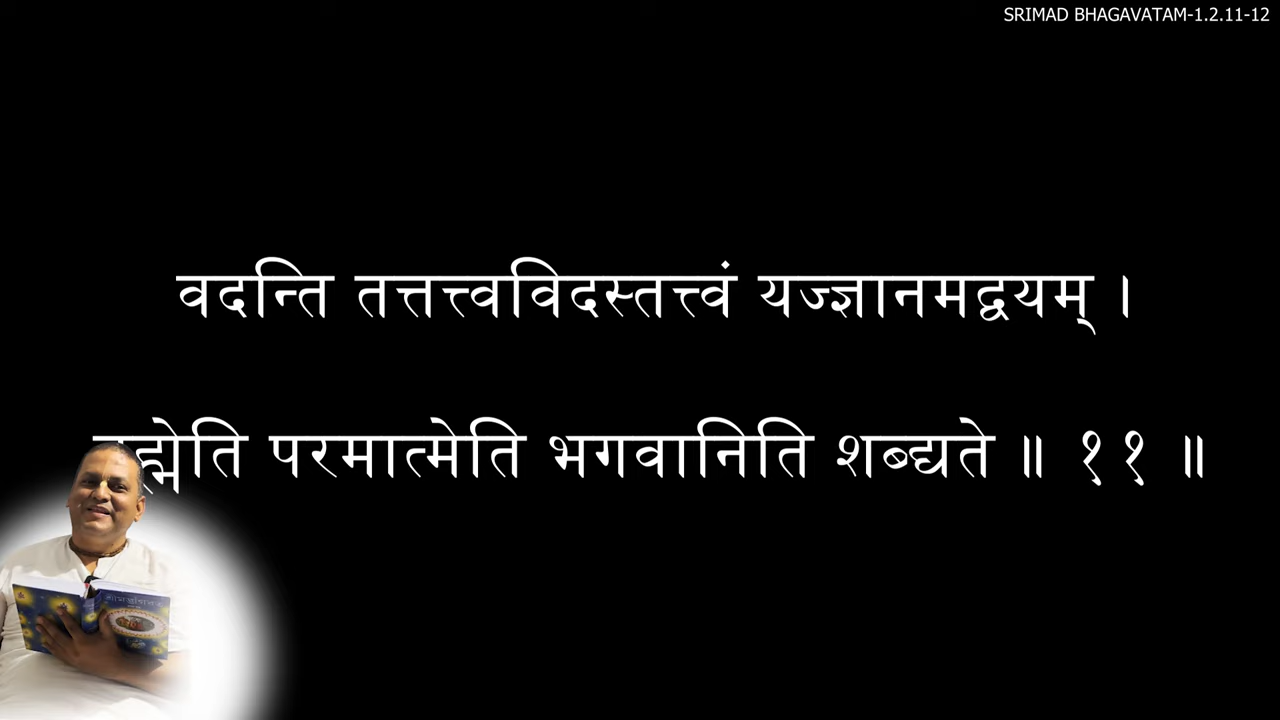 SRIMAD BHAGAVATAM-1.2.11-12
वदन्ति तत्तत्त्वविदस्तत्त्वं यज्ज्ञानमद्वयम् ।
परमात्मेति भगवानिति शब्द्यते ॥ ११ ॥